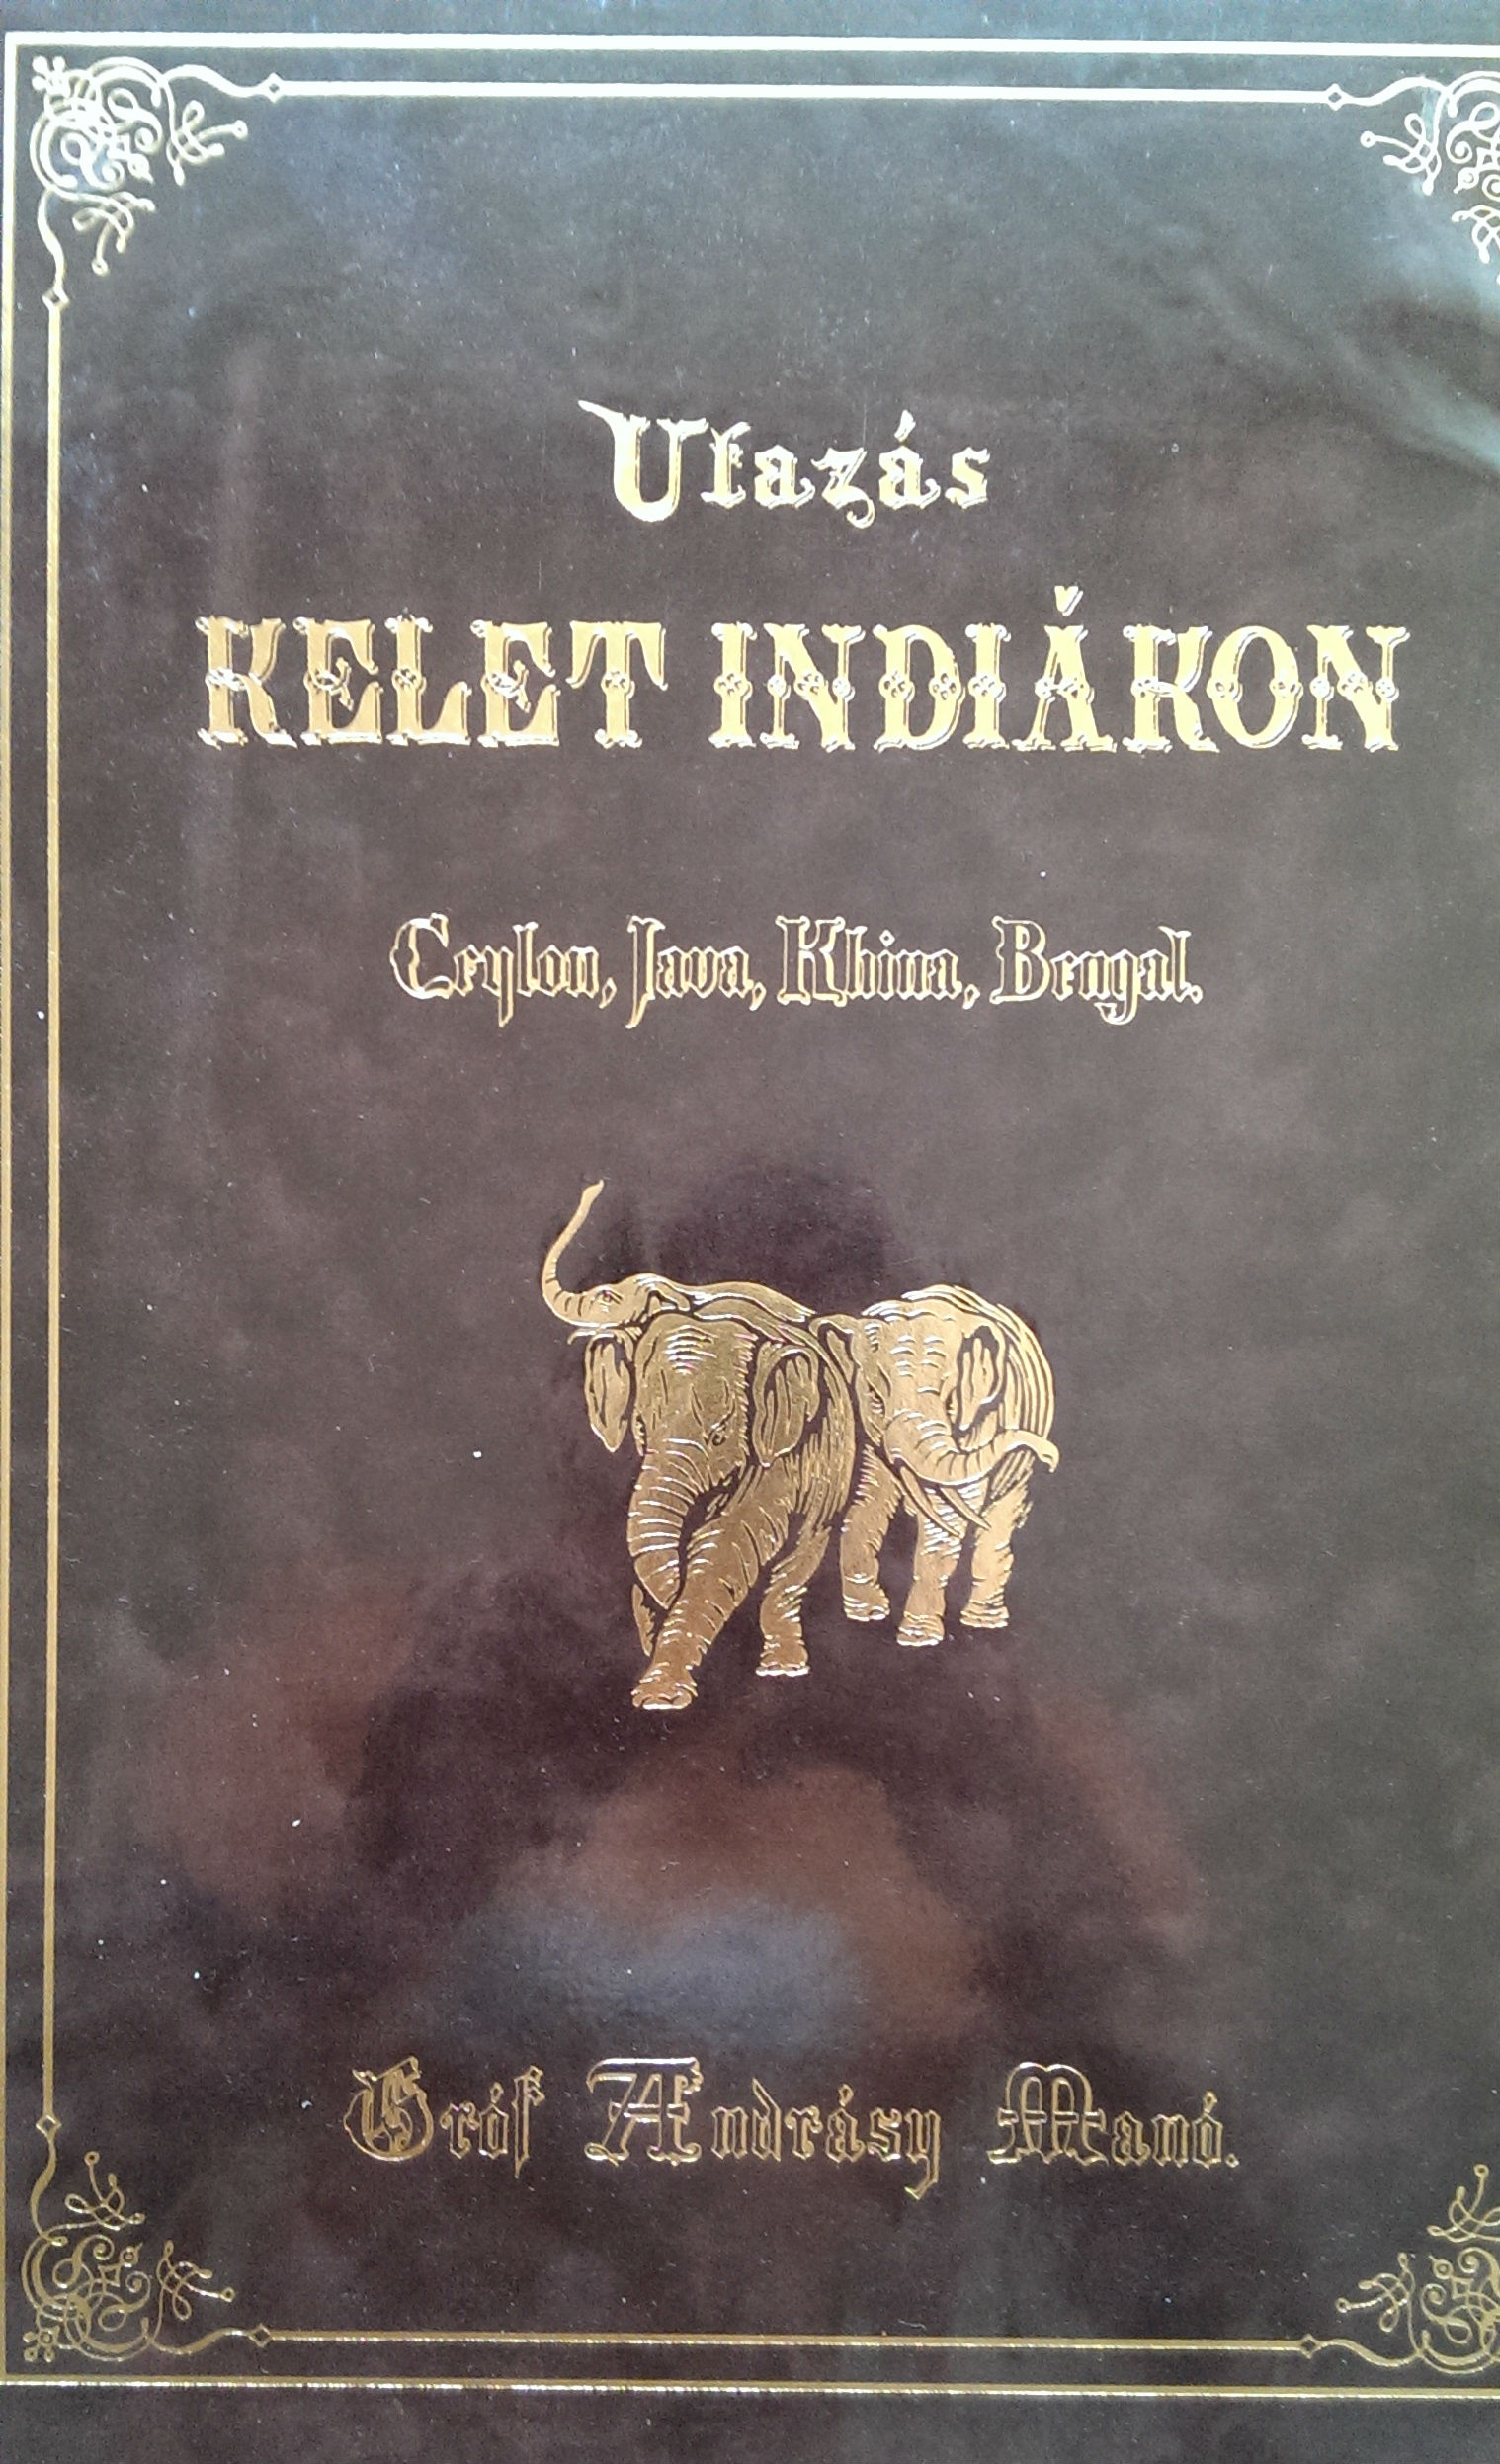 Utazás
KELET INDIÁKON
Ceylon, Java, Khina, Bengal.
Gróf Andrásy Manó.